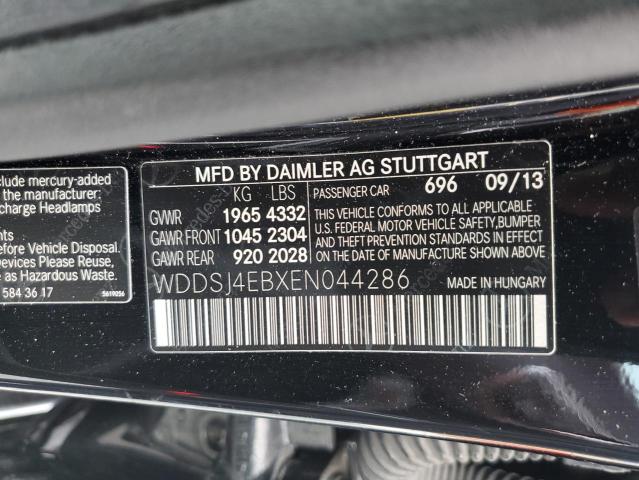 clude mercury-added
the manufacturer:
charge Headlamps
nts
efore Vehicle Disposal.
evices Please Reuse,
as Hazardous Waste.
584 36 17
5619256
MFD BY DAIMLER AG STUTTGART
KG LBS
GVWR 1965 4332
GAWR FRONT 1045 2304
GAWR REAR 920 2028
PASSENGER CAR 696 09/13
THIS VEHICLE CONFORMS TO ALL APPLICABLE
U.S. FEDERAL MOTOR VEHICLE SAFETY,BUMPER
AND THEFT PREVENTION STANDARDS IN EFFECT
ON THE DATE OF MANUFACTURE SHOWN ABOVE.
WDDSJ4EBXEN044286
MADE IN HUNGARY